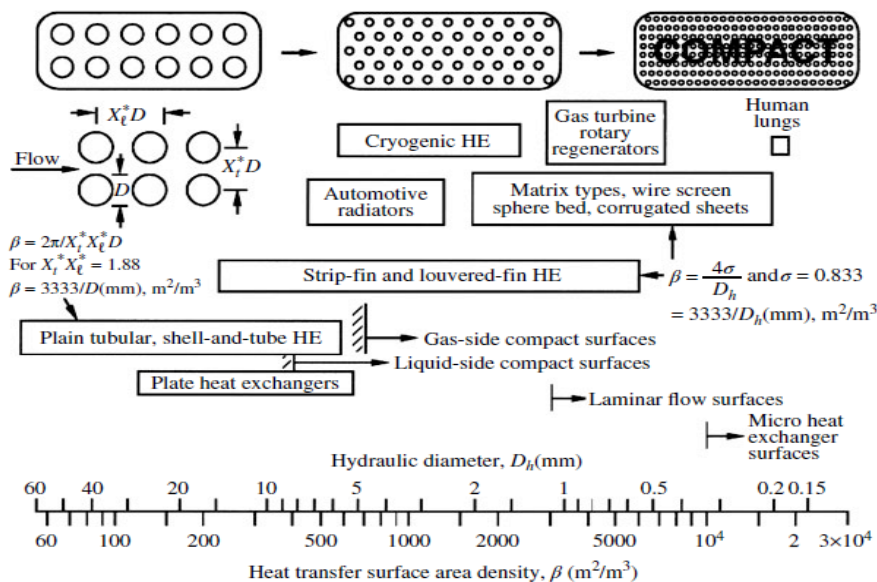 COMPACT
X*ℓD
Flow
D
X*tD
β = 2π/X*tX*ℓD
For X*tX*ℓ = 1.88
β = 3333/D(mm), m²/m³
Cryogenic HE
Gas turbine
rotary
regenerators
Human
lungs
Automotive
radiators
Matrix types, wire screen
sphere bed, corrugated sheets
Strip-fin and louvered-fin HE
β = 4σ/Dh and σ = 0.833
= 3333/Dh(mm), m²/m³
Plain tubular, shell-and-tube HE
Gas-side compact surfaces
Liquid-side compact surfaces
Plate heat exchangers
Laminar flow surfaces
Micro heat
exchanger
surfaces
Hydraulic diameter, Dh(mm)
60 40 20 10 5 2 1 0.5 0.2 0.15
60 100 200 500 1000 2000 5000 10⁴ 2 3×10⁴
Heat transfer surface area density, β (m²/m³)